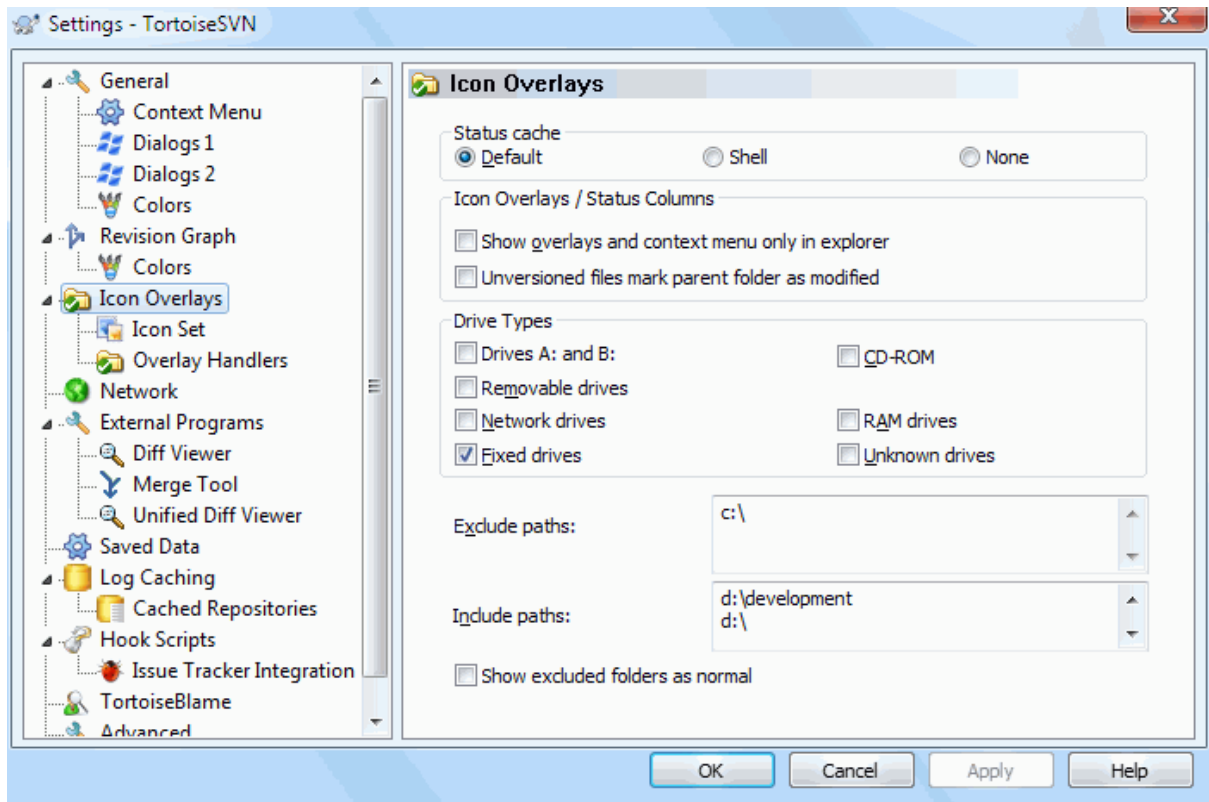 Settings - TortoiseSVN
General
Context Menu
Dialogs 1
Dialogs 2
Colors
Revision Graph
Colors
Icon Overlays
Icon Set
Overlay Handlers
Network
External Programs
Diff Viewer
Merge Tool
Unified Diff Viewer
Saved Data
Log Caching
Cached Repositories
Hook Scripts
Issue Tracker Integration
TortoiseBlame
Advanced
Icon Overlays
Status cache
Default Shell None
Icon Overlays / Status Columns
Show overlays and context menu only in explorer
Unversioned files mark parent folder as modified
Drive Types
Drives A: and B: CD-ROM
Removable drives
Network drives RAM drives
Fixed drives Unknown drives
Exclude paths: c:\
Include paths: d:\development
d:\
Show excluded folders as normal
OK Cancel Apply Help